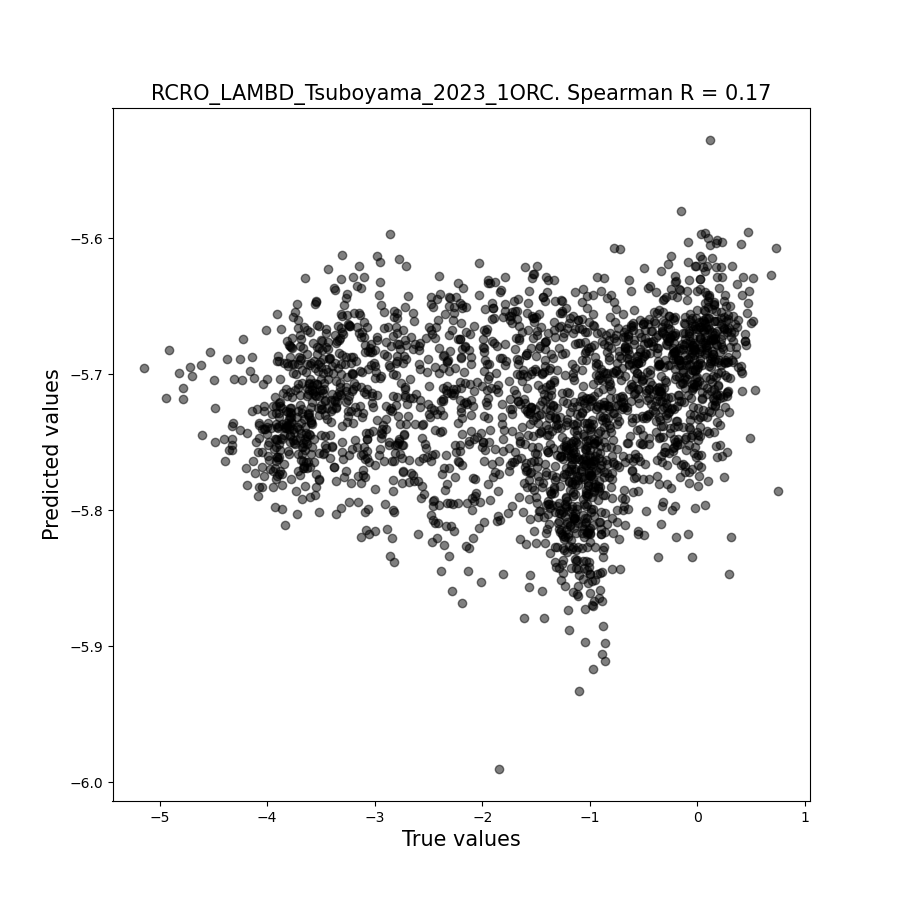 RCRO_LAMBD_Tsuboyama_2023_1ORC. Spearman R = 0.17
−5.6
−5.7
−5.8
−5.9
−6.0
Predicted values
−5 −4 −3 −2 −1 0 1
True values